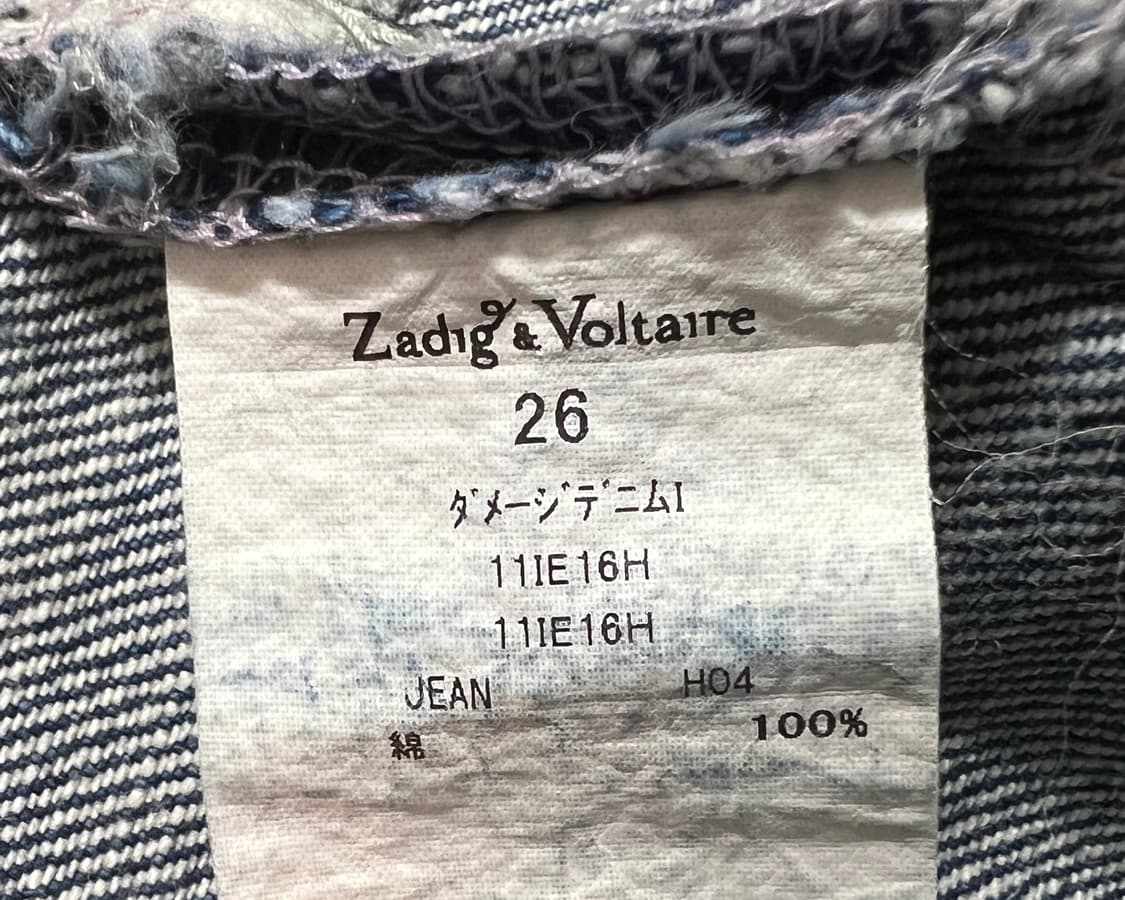 Zadig & Voltaire
26
ダメージデニムI
11IE16H
11IE16H
JEAN H04
綿 100%